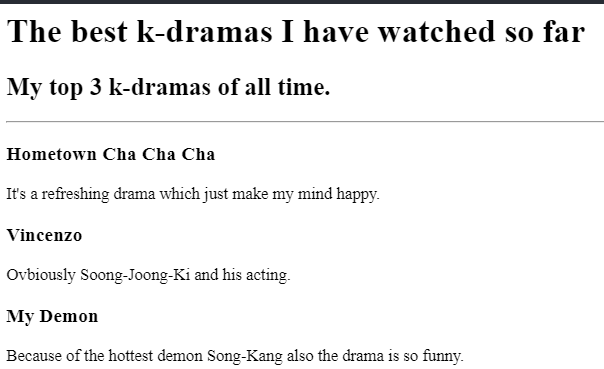 The best k-dramas I have watched so far
My top 3 k-dramas of all time.
Hometown Cha Cha Cha
It's a refreshing drama which just make my mind happy.
Vincenzo
Ovbiously Soong-Joong-Ki and his acting.
My Demon
Because of the hottest demon Song-Kang also the drama is so funny.